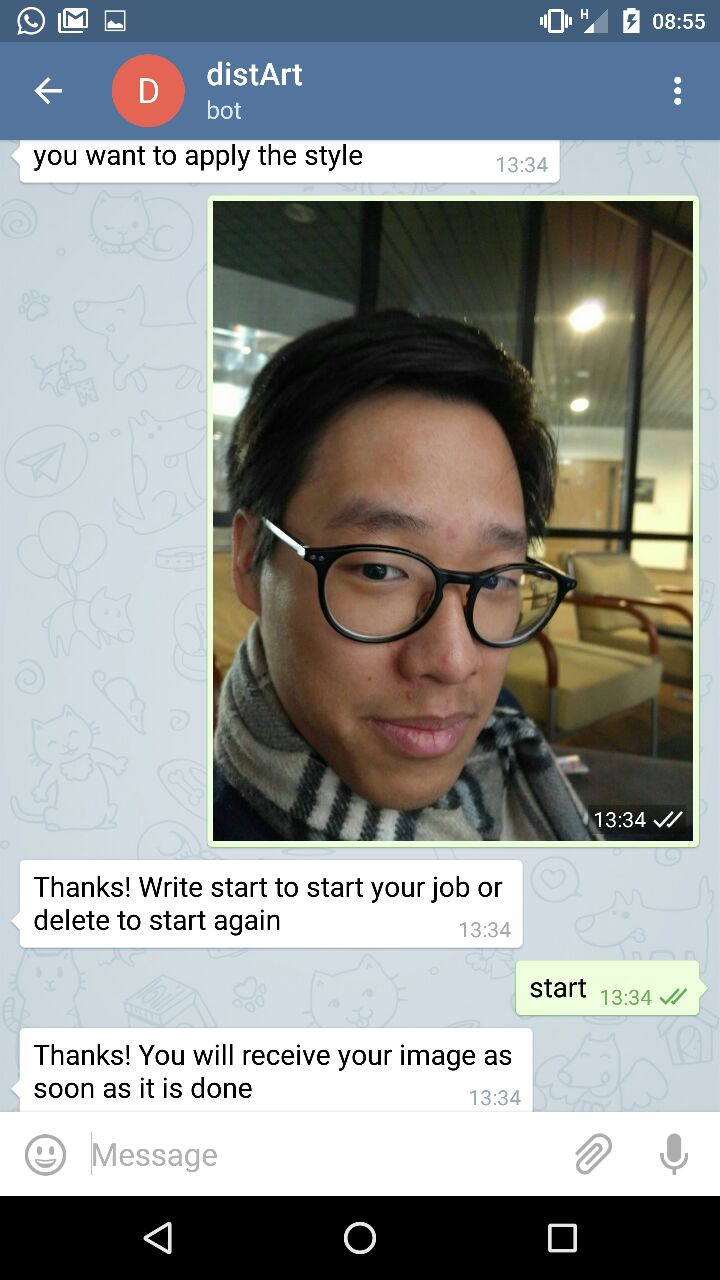 H 08:55
D distArt
bot
you want to apply the style 13:34
13:34
Thanks! Write start to start your job or
delete to start again 13:34
start 13:34
Thanks! You will receive your image as
soon as it is done 13:34
Message